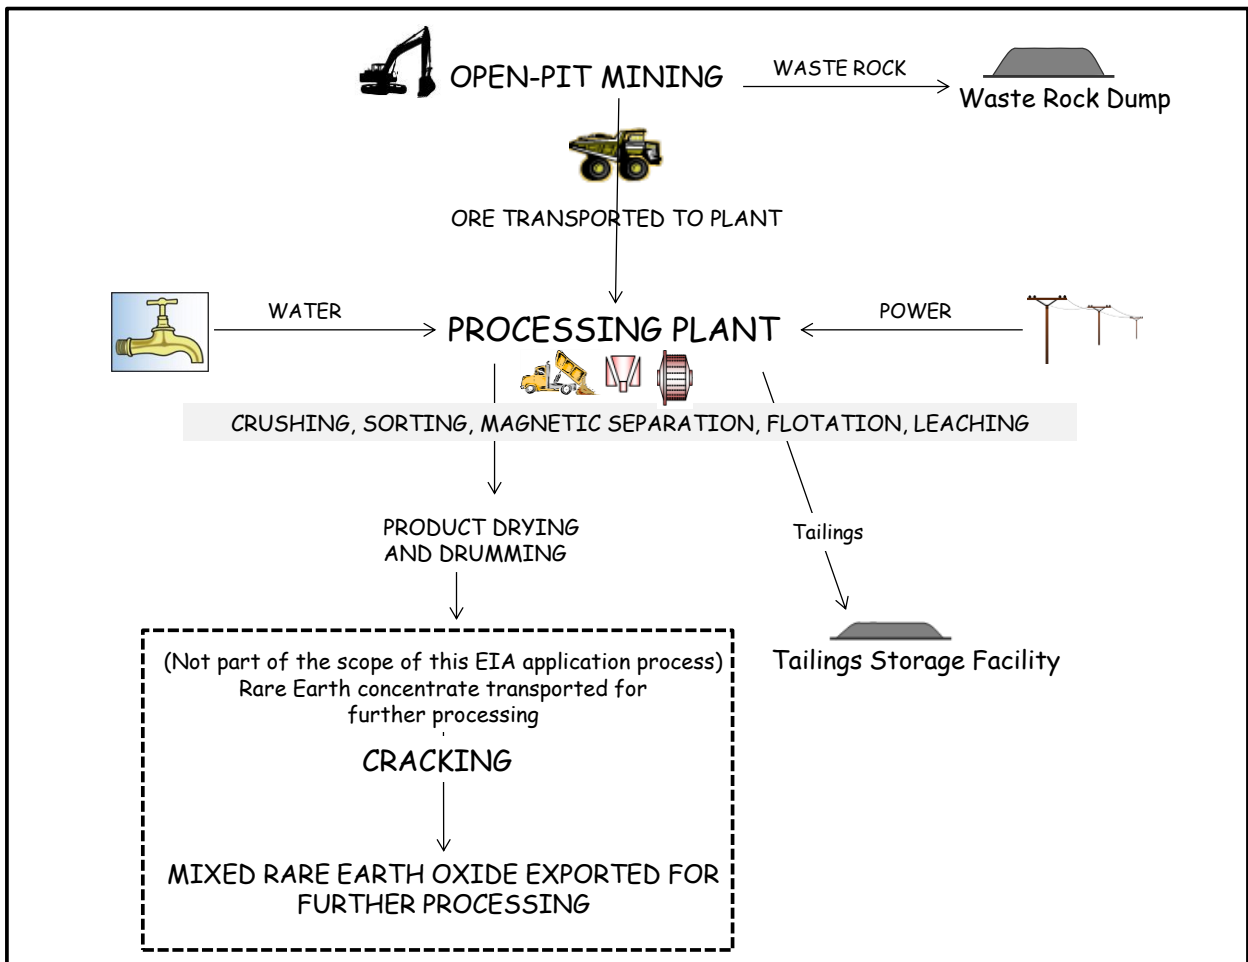 OPEN-PIT MINING
WASTE ROCK
Waste Rock Dump
ORE TRANSPORTED TO PLANT
WATER
PROCESSING PLANT
POWER
CRUSHING, SORTING, MAGNETIC SEPARATION, FLOTATION, LEACHING
PRODUCT DRYING
AND DRUMMING
Tailings
Tailings Storage Facility
(Not part of the scope of this EIA application process)
Rare Earth concentrate transported for
further processing
CRACKING
MIXED RARE EARTH OXIDE EXPORTED FOR
FURTHER PROCESSING